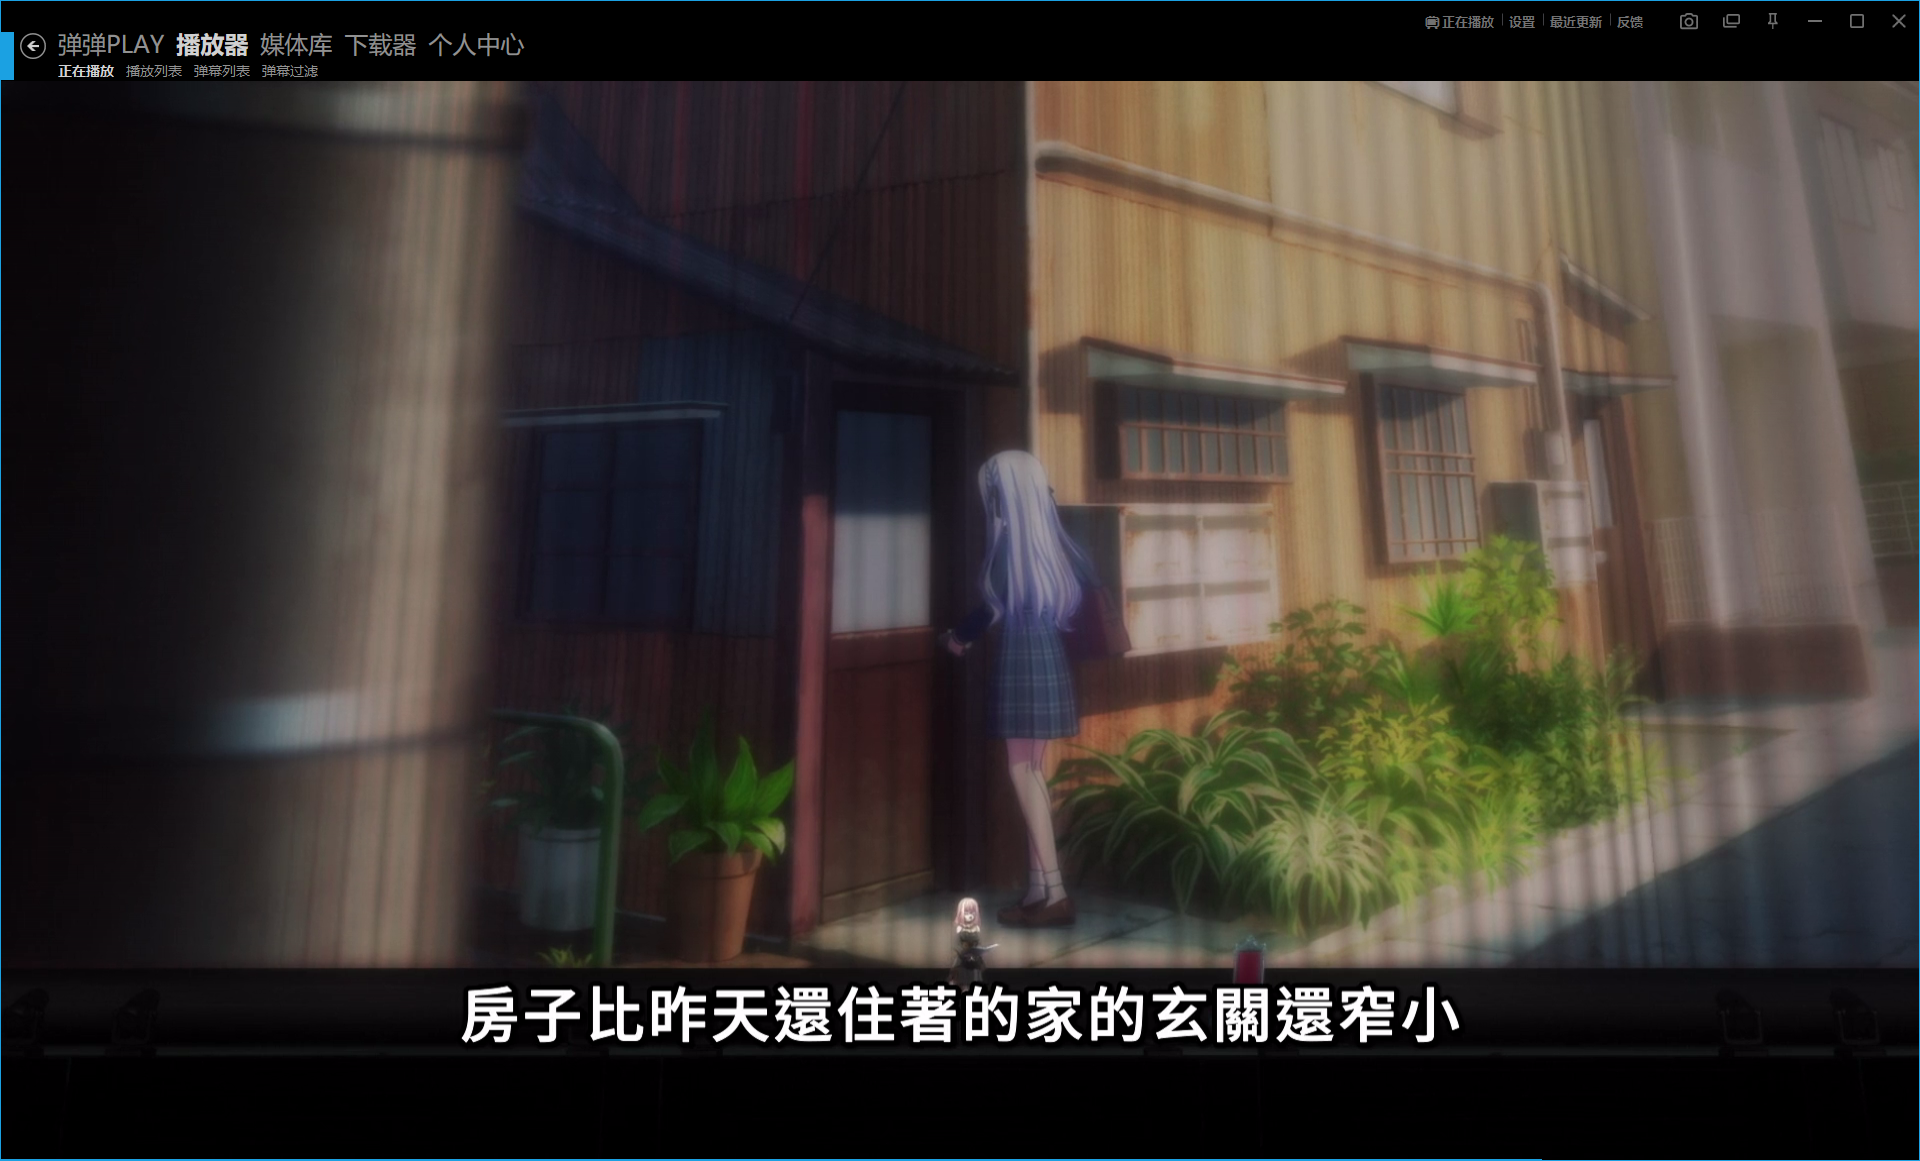 正在播放 设置 最近更新 反馈
弹弹PLAY 播放器 媒体库 下载器 个人中心
正在播放 播放列表 弹幕列表 弹幕过滤
房子比昨天還住著的家的玄關還窄小